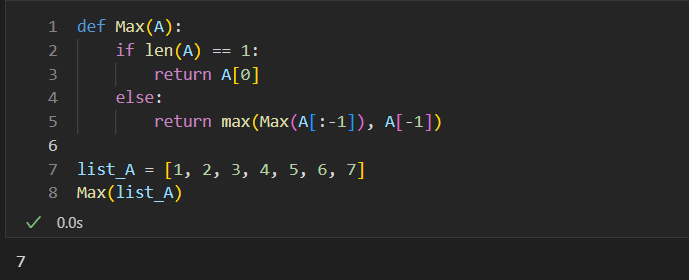 1 def Max(A):
2     if len(A) == 1:
3         return A[0]
4     else:
5         return max(Max(A[:-1]), A[-1])
6
7 list_A = [1, 2, 3, 4, 5, 6, 7]
8 Max(list_A)
✓ 0.0s
7